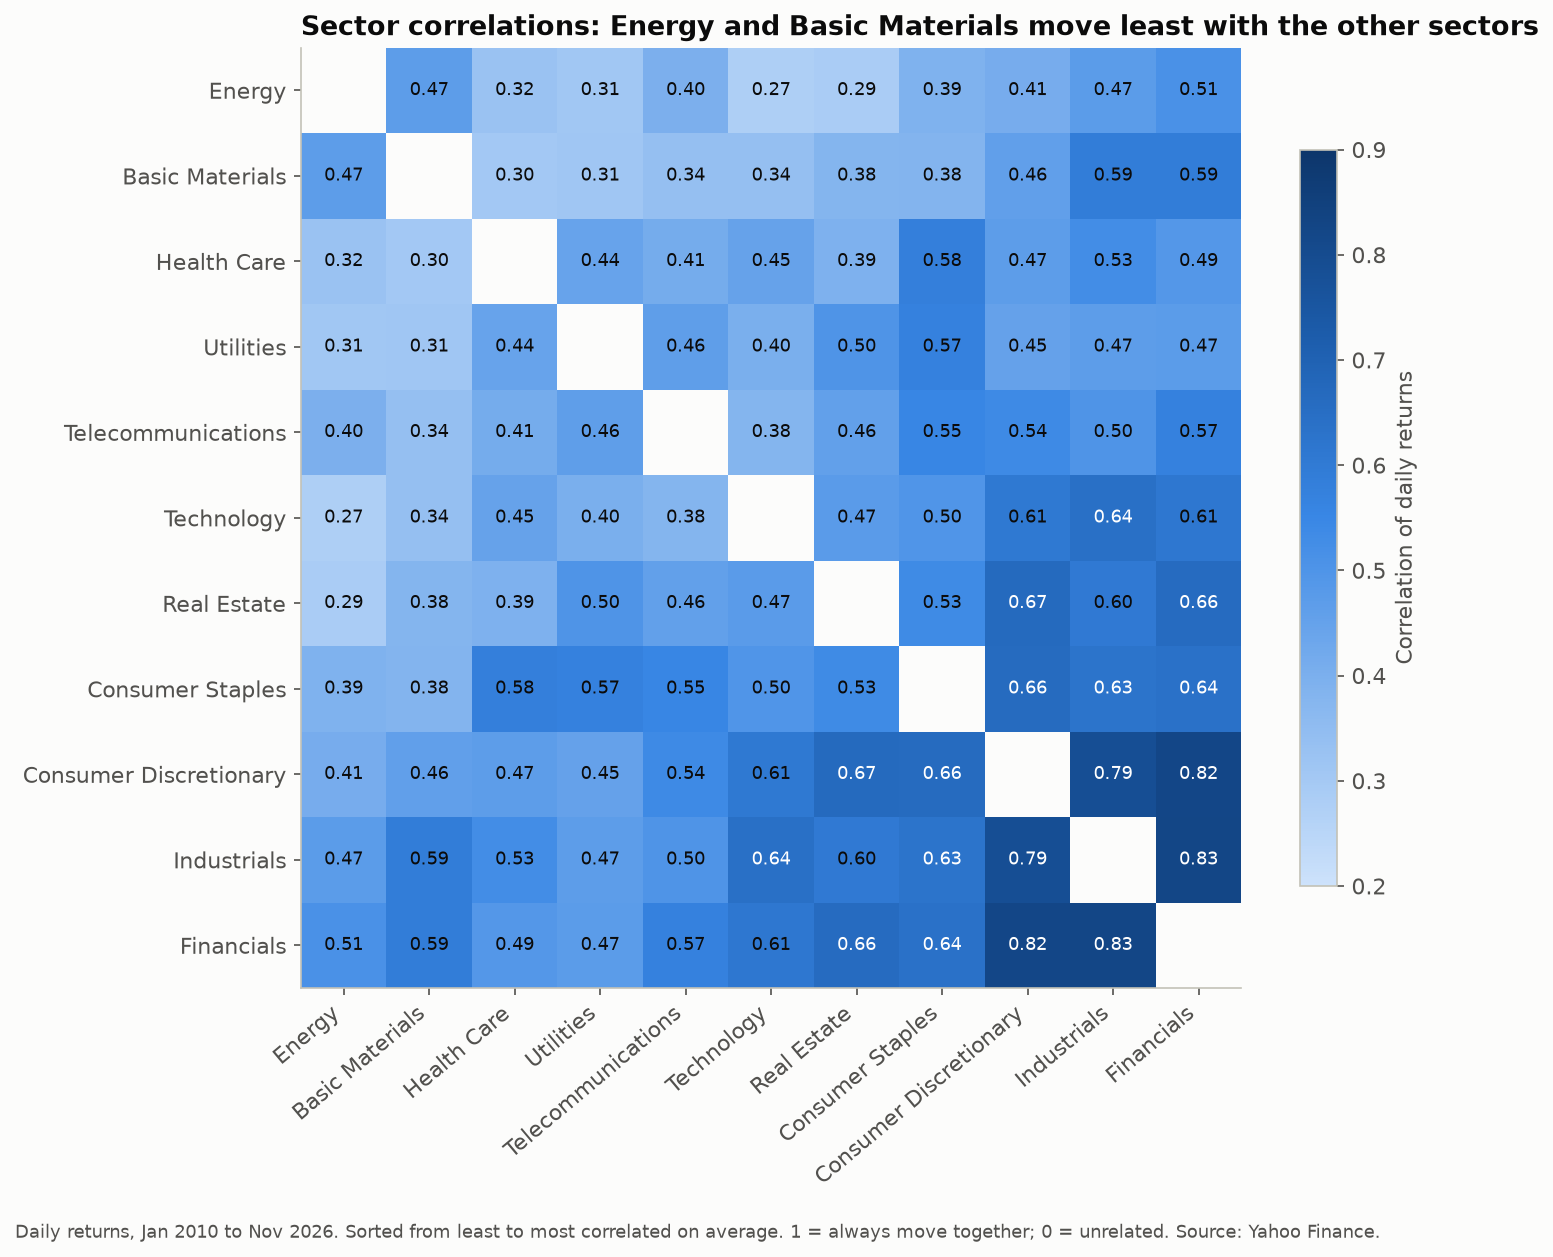 Sector correlations: Energy and Basic Materials move least with the other sectors
Energy 0.47 0.32 0.31 0.40 0.27 0.29 0.39 0.41 0.47 0.51
Basic Materials 0.47 0.30 0.31 0.34 0.34 0.38 0.38 0.46 0.59 0.59
Health Care 0.32 0.30 0.44 0.41 0.45 0.39 0.58 0.47 0.53 0.49
Utilities 0.31 0.31 0.44 0.46 0.40 0.50 0.57 0.45 0.47 0.47
Telecommunications 0.40 0.34 0.41 0.46 0.38 0.46 0.55 0.54 0.50 0.57
Technology 0.27 0.34 0.45 0.40 0.38 0.47 0.50 0.61 0.64 0.61
Real Estate 0.29 0.38 0.39 0.50 0.46 0.47 0.53 0.67 0.60 0.66
Consumer Staples 0.39 0.38 0.58 0.57 0.55 0.50 0.53 0.66 0.63 0.64
Consumer Discretionary 0.41 0.46 0.47 0.45 0.54 0.61 0.67 0.66 0.79 0.82
Industrials 0.47 0.59 0.53 0.47 0.50 0.64 0.60 0.63 0.79 0.83
Financials 0.51 0.59 0.49 0.47 0.57 0.61 0.66 0.64 0.82 0.83
Energy
Basic Materials
Health Care
Utilities
Telecommunications
Technology
Real Estate
Consumer Staples
Consumer Discretionary
Industrials
Financials
0.9
0.8
0.7
0.6
0.5
0.4
0.3
0.2
Correlation of daily returns
Daily returns, Jan 2010 to Nov 2026. Sorted from least to most correlated on average. 1 = always move together; 0 = unrelated. Source: Yahoo Finance.